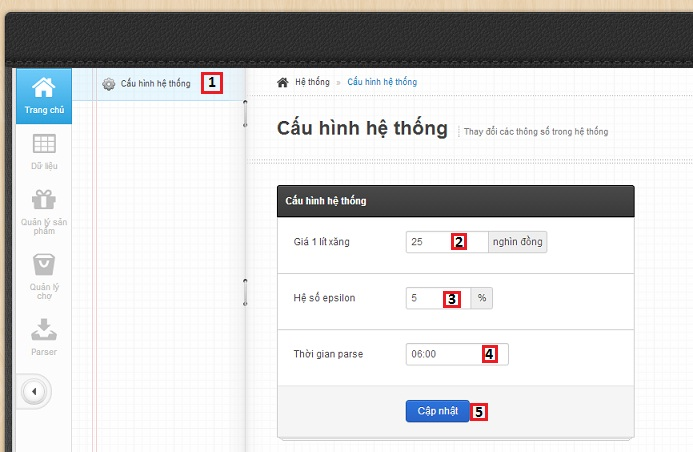 Cấu hình hệ thống 1
Hệ thống » Cấu hình hệ thống
Trang chủ
Dữ liệu
Quản lý sản
phẩm
Quản lý
chợ
Parser
Cấu hình hệ thống Thay đổi các thông số trong hệ thống
Cấu hình hệ thống
Giá 1 lít xăng 25 2 nghìn đồng
Hệ số epsilon 5 3 %
Thời gian parse 06:00 4
Cập nhật 5